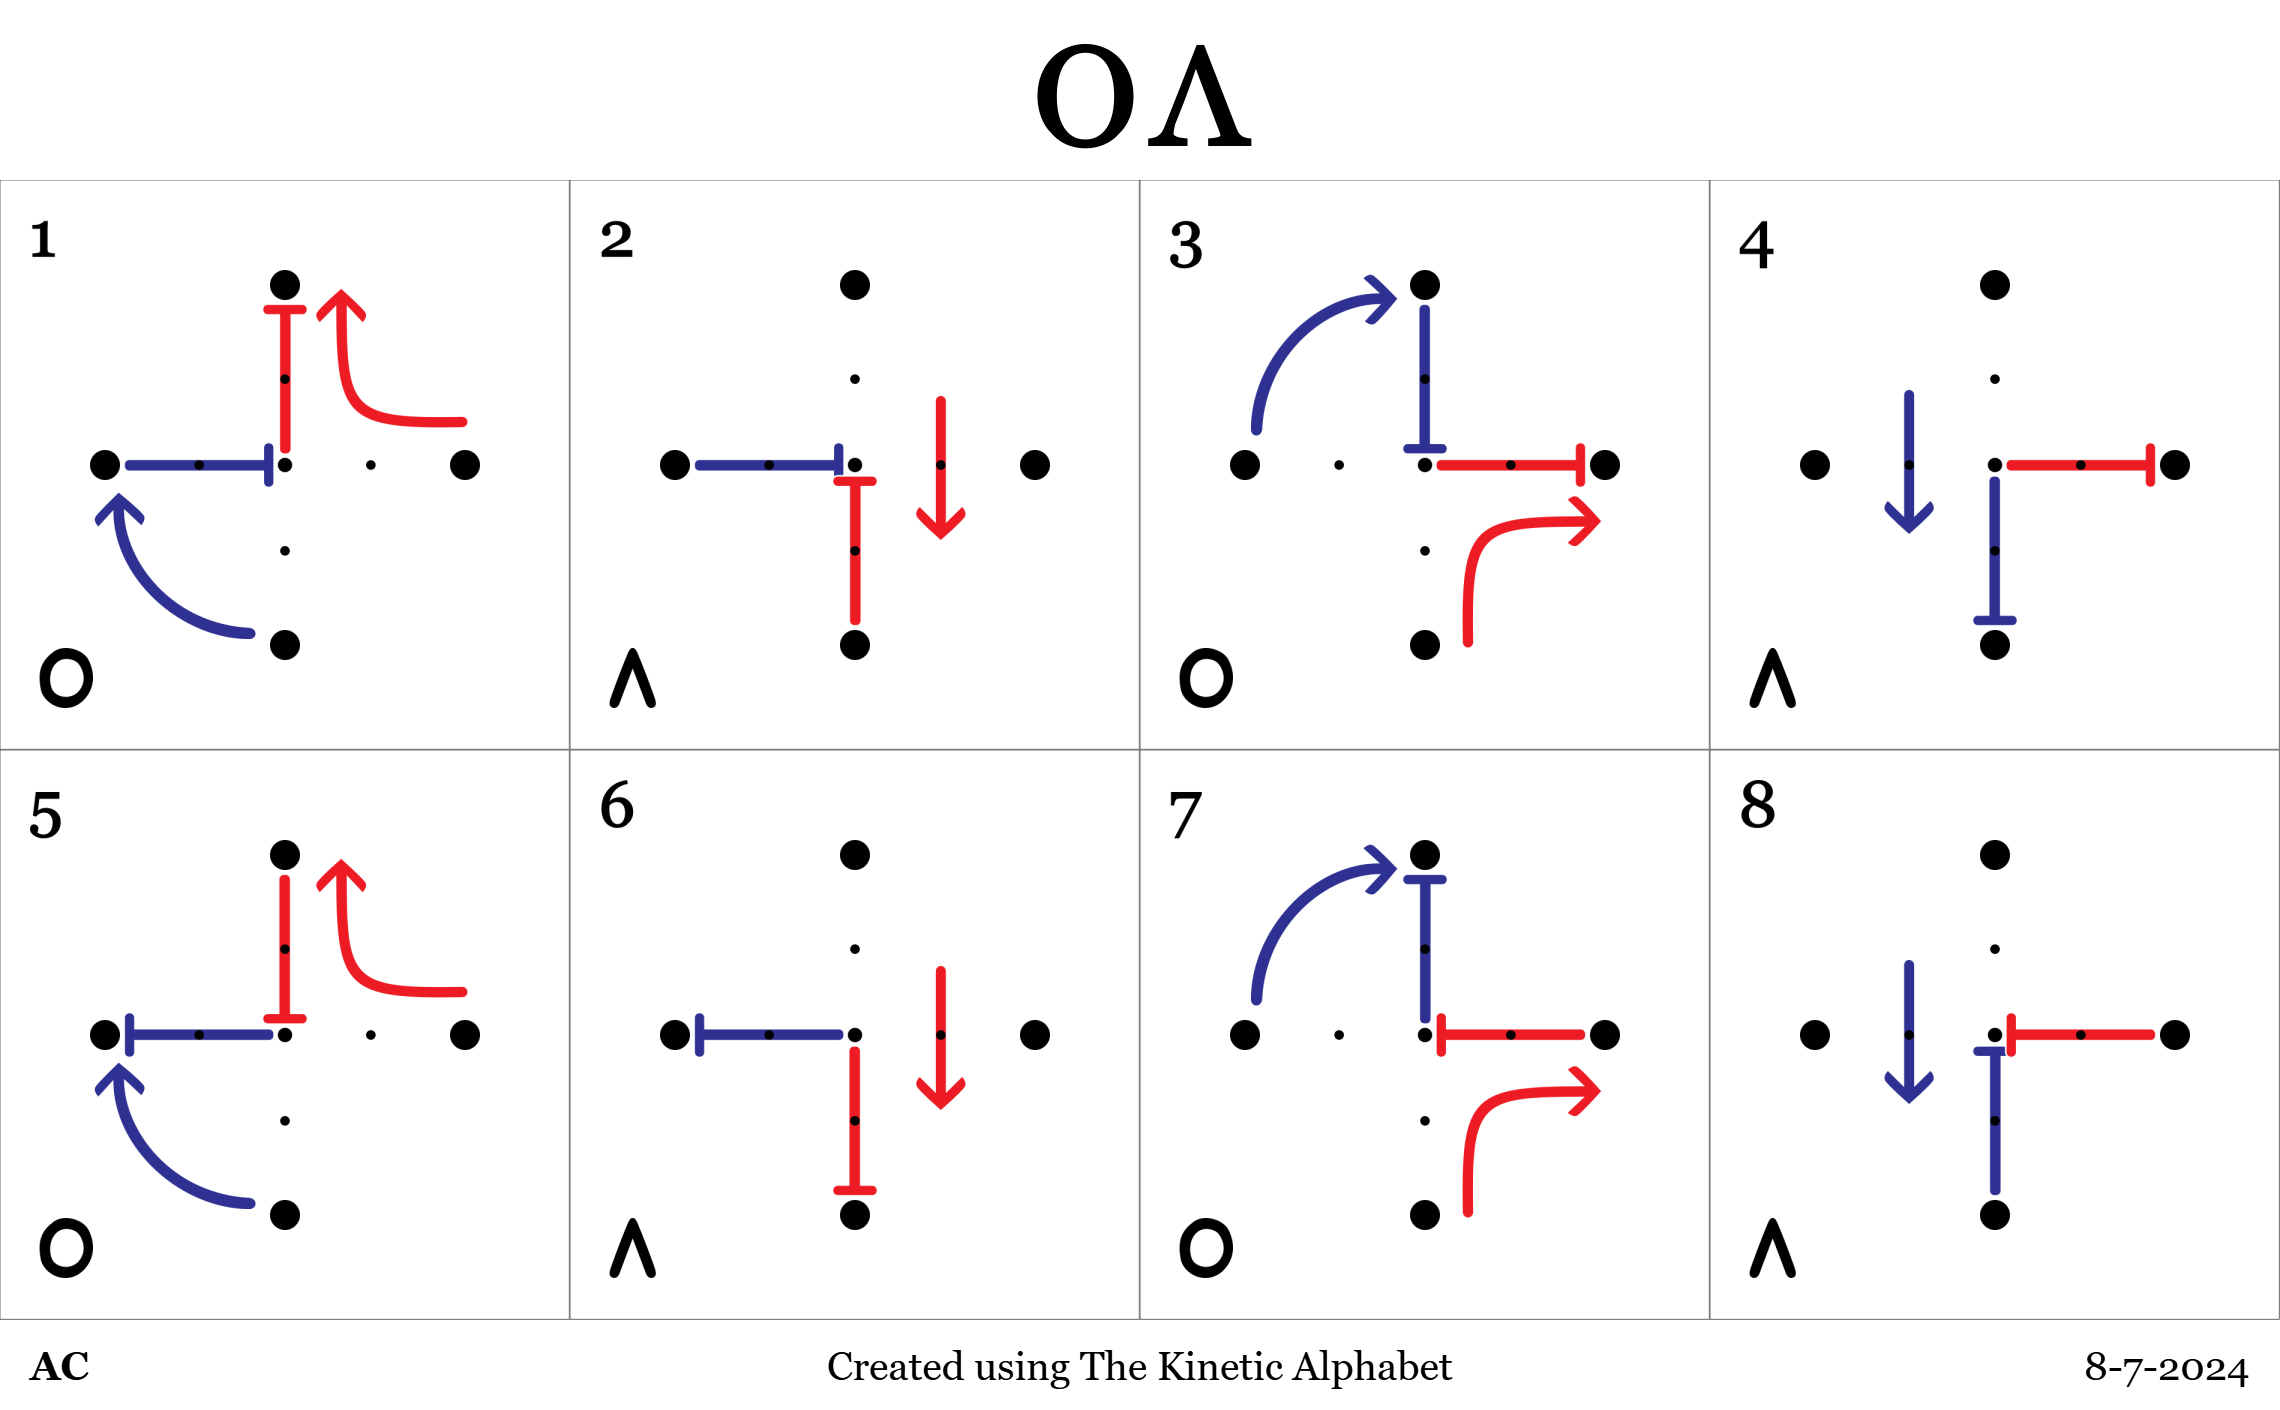 OΛ
1 2 3 4
O Λ O Λ
5 6 7 8
O Λ O Λ
AC Created using The Kinetic Alphabet 8-7-2024